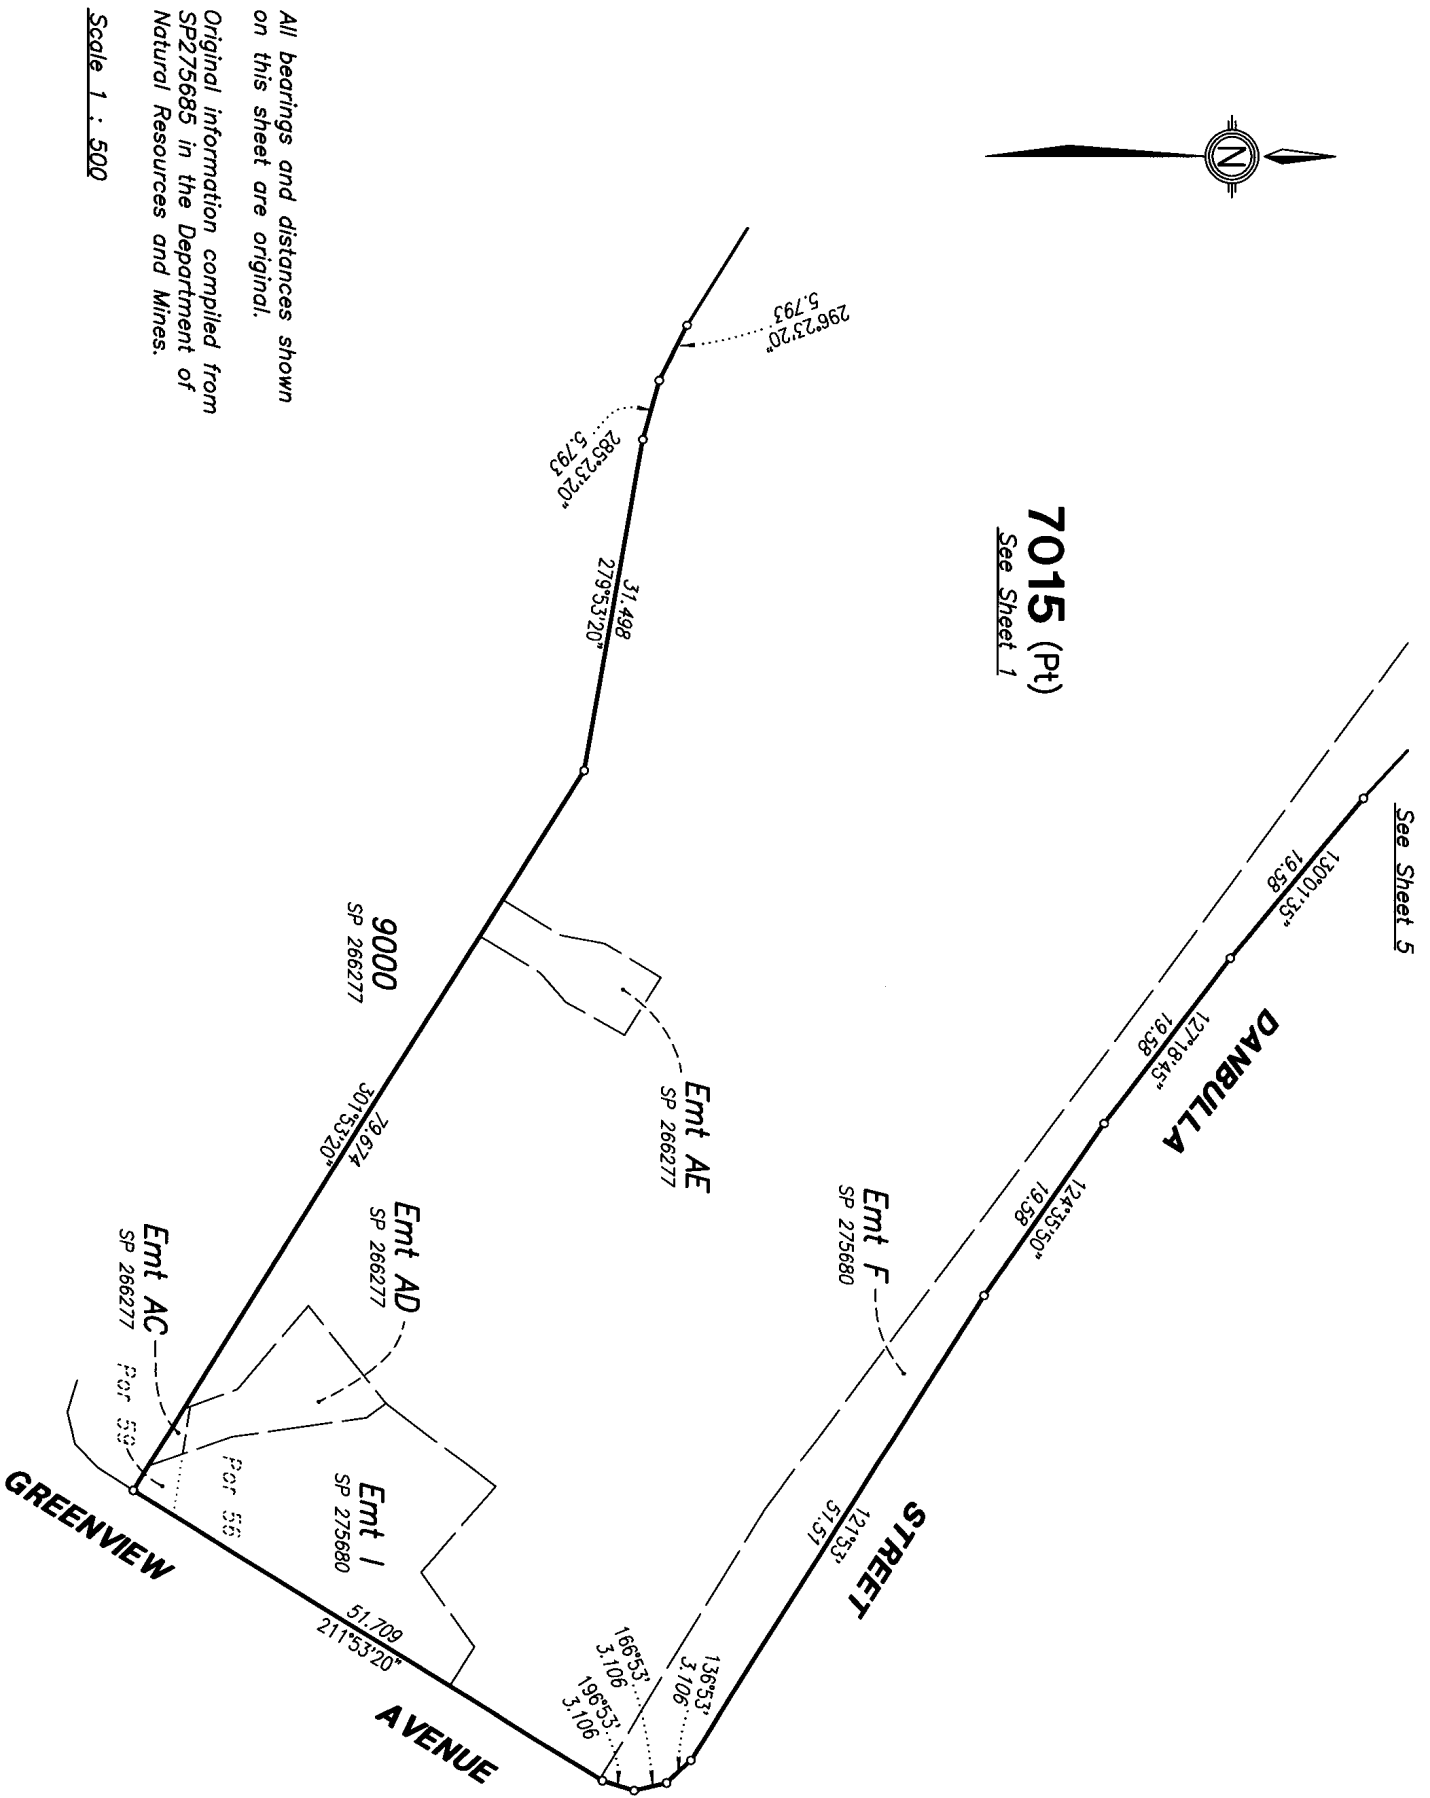 N
See Sheet 5
130°01'35"
19.58
127°18'45"
19.58
DANBULLA
124°35'50"
19.58
STREET
121°53'
51.51
136°53'
3.106
166°53'
3.106
196°53'
3.106
7015 (Pt)
See Sheet 1
Emt F
SP 275680
296°23'20"
5.793
285°23'20"
5.793
31.498
279°53'20"
Emt AE
SP 266277
9000
SP 266277
79.674
301°53'20"
Emt AD
SP 266277
Emt AC
SP 266277
Por 59
Por 56
Emt I
SP 275680
51.709
211°53'20"
GREENVIEW
AVENUE
All bearings and distances shown
on this sheet are original.
Original information compiled from
SP275685 in the Department of
Natural Resources and Mines.
Scale 1 : 500